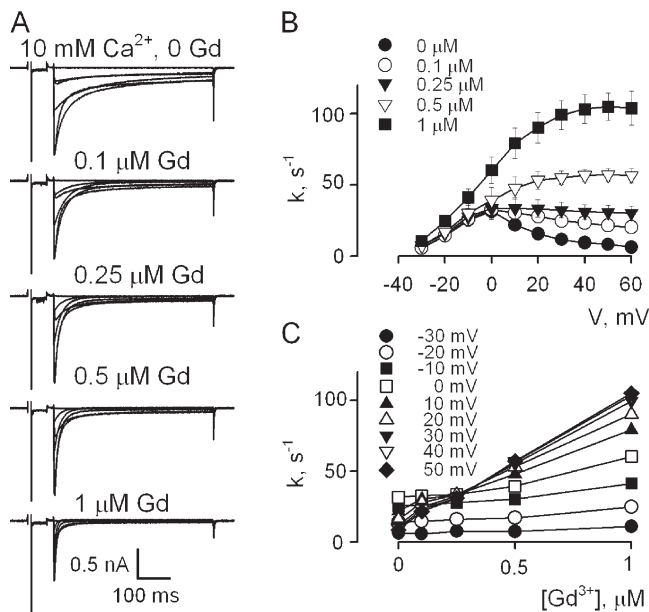 A
10 mM Ca²⁺, 0 Gd
0.1 μM Gd
0.25 μM Gd
0.5 μM Gd
1 μM Gd
0.5 nA
100 ms
B
0 μM
0.1 μM
0.25 μM
0.5 μM
1 μM
100
50
0
k, s⁻¹
-40 -20 0 20 40 60
V, mV
C
-30 mV
-20 mV
-10 mV
0 mV
10 mV
20 mV
30 mV
40 mV
50 mV
100
50
0
k, s⁻¹
0 0.5 1
[Gd³⁺], μM